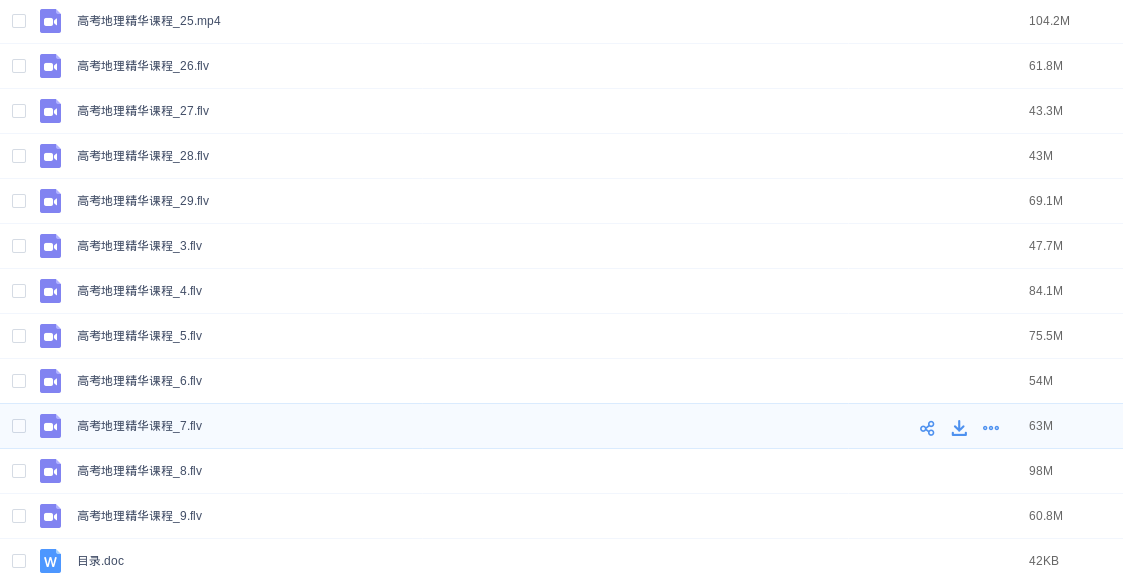 高考地理精华课程_25.mp4 104.2M
高考地理精华课程_26.flv 61.8M
高考地理精华课程_27.flv 43.3M
高考地理精华课程_28.flv 43M
高考地理精华课程_29.flv 69.1M
高考地理精华课程_3.flv 47.7M
高考地理精华课程_4.flv 84.1M
高考地理精华课程_5.flv 75.5M
高考地理精华课程_6.flv 54M
高考地理精华课程_7.flv 63M
高考地理精华课程_8.flv 98M
高考地理精华课程_9.flv 60.8M
W 目录.doc 42KB